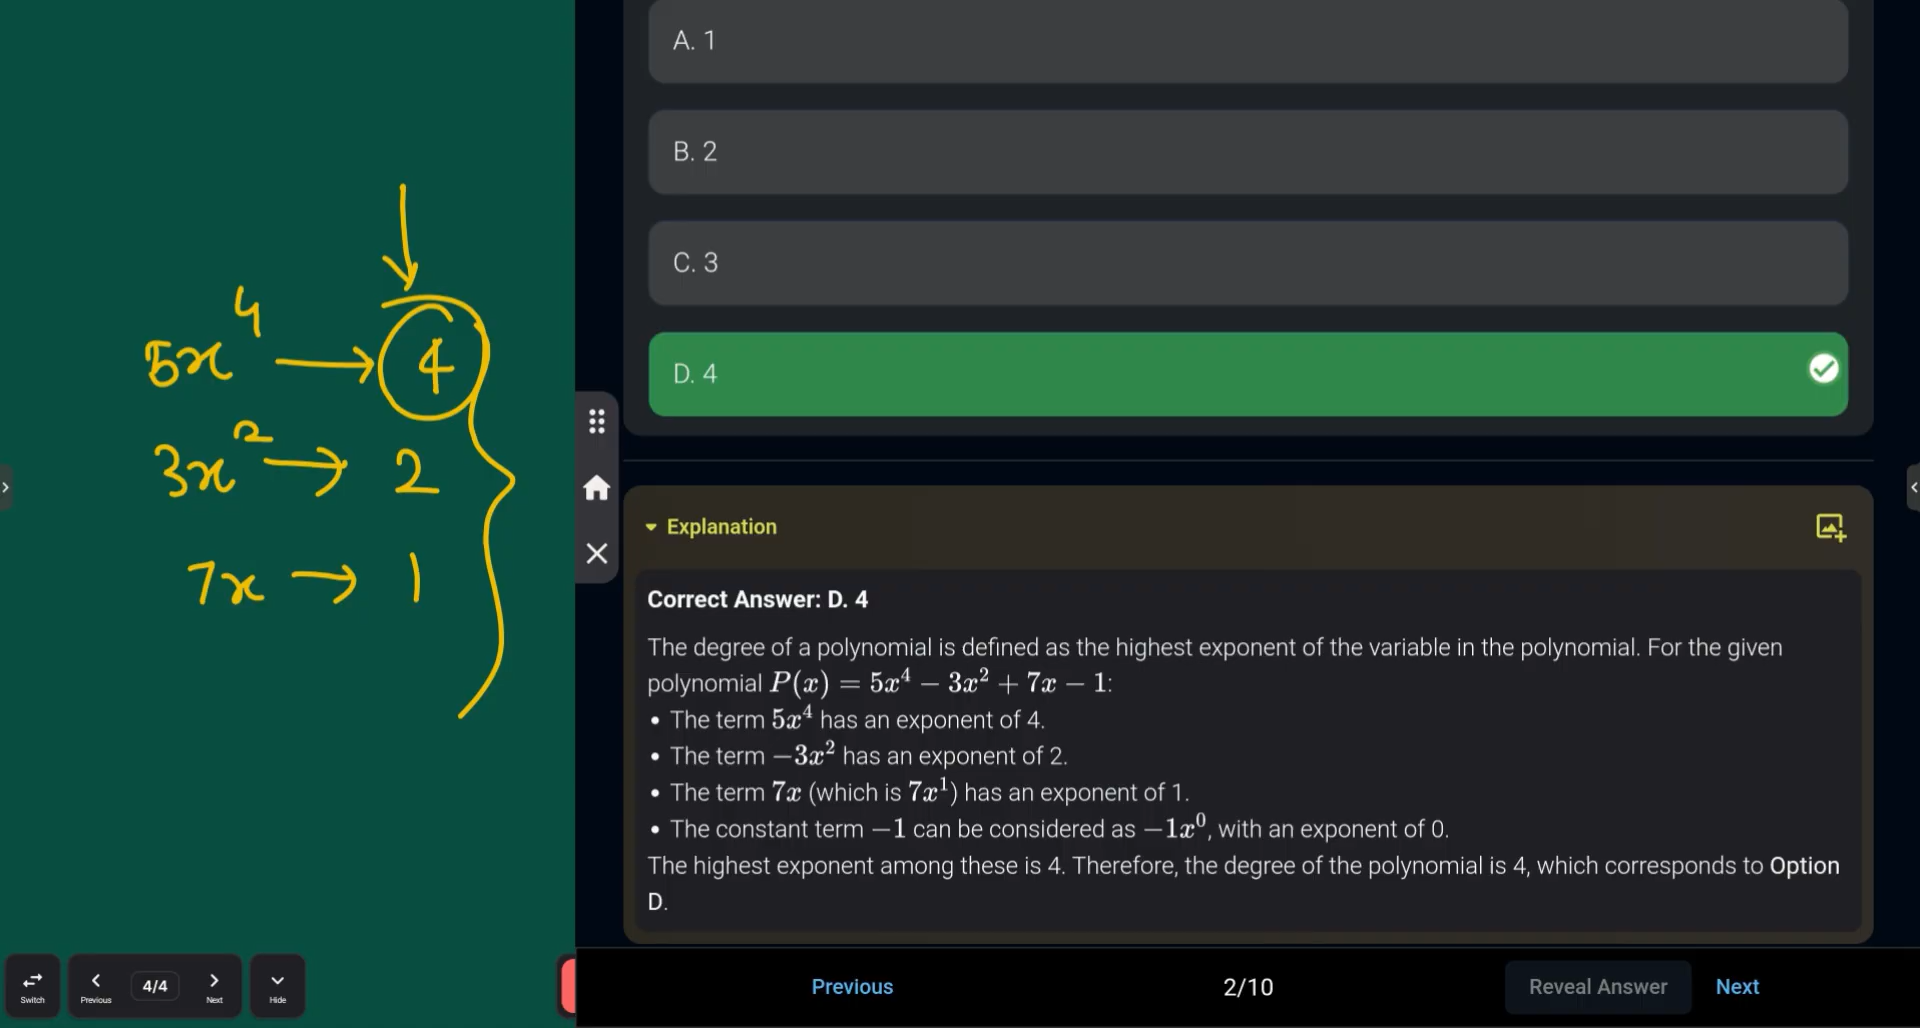 5x⁴ → 4
3x² → 2
7x → 1
Switch
Previous
4/4
Next
Hide
A. 1
B. 2
C. 3
D. 4
Explanation
Correct Answer: D. 4
The degree of a polynomial is defined as the highest exponent of the variable in the polynomial. For the given
polynomial P(x) = 5x⁴ − 3x² + 7x − 1:
• The term 5x⁴ has an exponent of 4.
• The term −3x² has an exponent of 2.
• The term 7x (which is 7x¹) has an exponent of 1.
• The constant term −1 can be considered as −1x⁰, with an exponent of 0.
The highest exponent among these is 4. Therefore, the degree of the polynomial is 4, which corresponds to Option
D.
Previous
2/10
Reveal Answer
Next